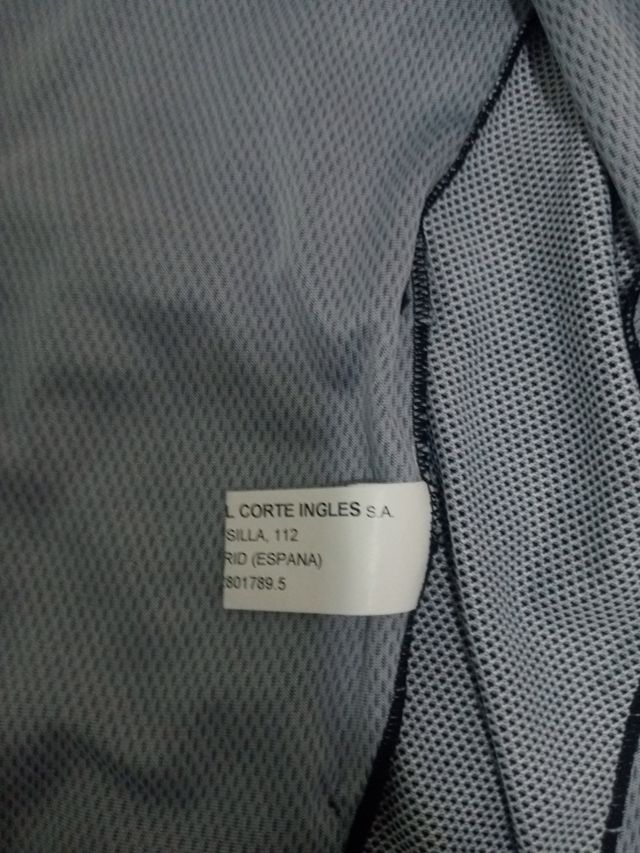 L CORTE INGLES S.A.
SILLA, 112
RID (ESPANA)
801789.5